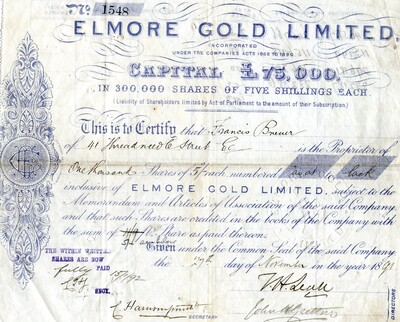 No. 1548
ELMORE GOLD LIMITED,
INCORPORATED
UNDER THE COMPANIES ACTS 1862 TO 1890
CAPITAL £75,000,
IN 300,000 SHARES OF FIVE SHILLINGS EACH
(Liability of Shareholders limited by Act of Parliament to the amount of their Subscription.)
This is to Certify that Francis Brewer
of 41 Threadneedle Street EC is the Proprietor of
One thousand Shares of 5/- each numbered as at back
inclusive of ELMORE GOLD LIMITED, subject to the
Memorandum and Articles of Association of the said Company
and that such Shares are credited in the books of the Company with
the sum of per share as paid thereon.
Given under the Common Seal of the said Company
the 27th day of November in the year 1891
THE WITHIN WRITTEN
SHARES ARE NOW
fully PAID
SECY.
SECRETARY
DIRECTORS